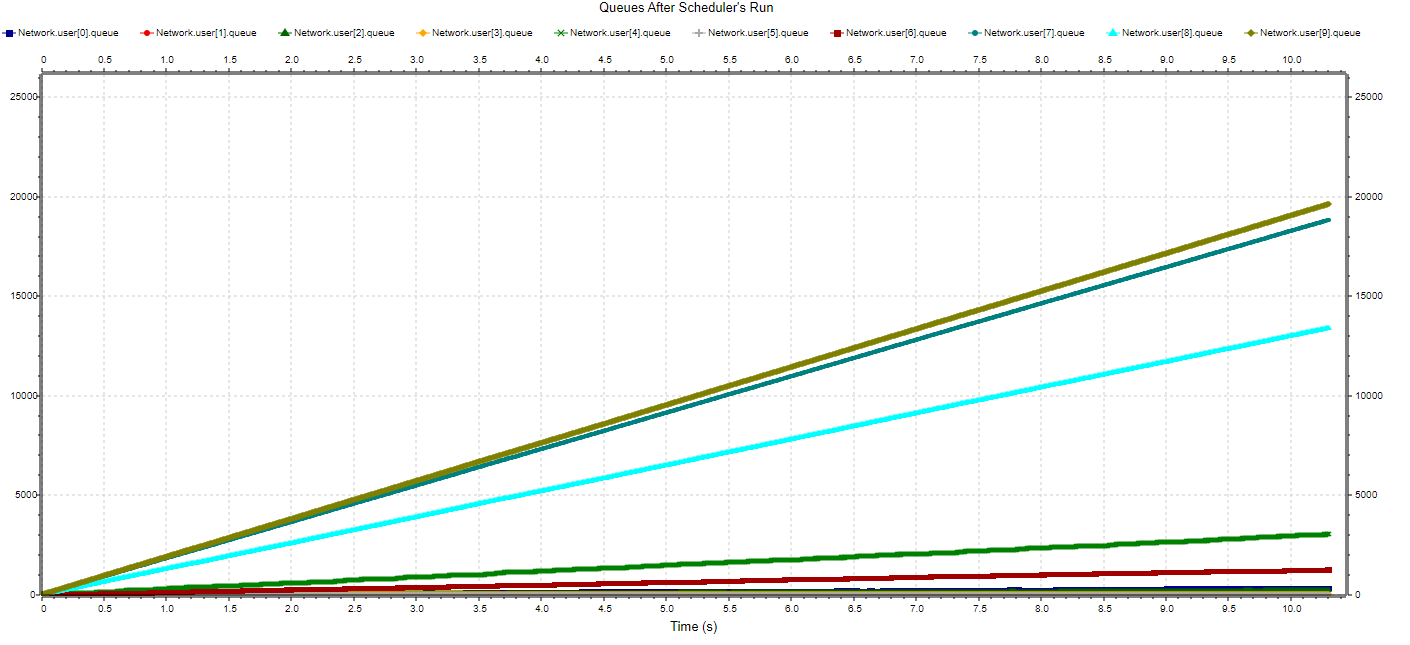 Queues After Scheduler's Run
Network.user[0].queue Network.user[1].queue Network.user[2].queue Network.user[3].queue Network.user[4].queue Network.user[5].queue Network.user[6].queue Network.user[7].queue Network.user[8].queue Network.user[9].queue
0 0.5 1.0 1.5 2.0 2.5 3.0 3.5 4.0 4.5 5.0 5.5 6.0 6.5 7.0 7.5 8.0 8.5 9.0 9.5 10.0
25000 25000
20000 20000
15000 15000
10000 10000
5000 5000
0 0
0 0.5 1.0 1.5 2.0 2.5 3.0 3.5 4.0 4.5 5.0 5.5 6.0 6.5 7.0 7.5 8.0 8.5 9.0 9.5 10.0
Time (s)